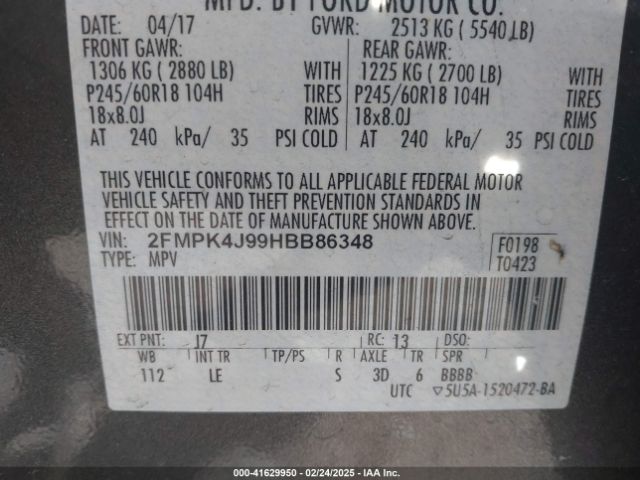 MFD. BY FORD MOTOR CO.
DATE: 04/17 GVWR: 2513 KG ( 5540 LB)
FRONT GAWR: REAR GAWR:
1306 KG ( 2880 LB) WITH 1225 KG ( 2700 LB) WITH
P245/60R18 104H TIRES P245/60R18 104H TIRES
18x8.0J RIMS 18x8.0J RIMS
AT 240 kPa/ 35 PSI COLD AT 240 kPa/ 35 PSI COLD
THIS VEHICLE CONFORMS TO ALL APPLICABLE FEDERAL MOTOR
VEHICLE SAFETY AND THEFT PREVENTION STANDARDS IN
EFFECT ON THE DATE OF MANUFACTURE SHOWN ABOVE.
VIN: 2FMPK4J99HBB86348 F0198
TYPE: MPV T0423
EXT PNT: J7 RC: 13 DSO:
WB INT TR TP/PS R AXLE TR SPR
112 LE S 3D 6 BBBB
UTC ▽5U5A-1520472-BA
000-41629950 - 02/24/2025 - IAA Inc.